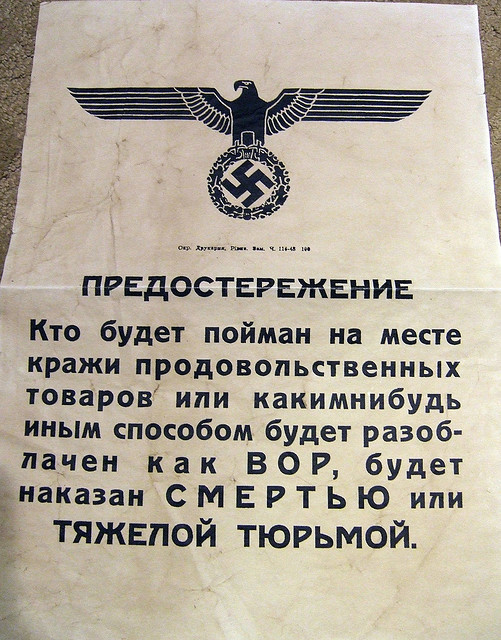 ПРЕДОСТЕРЕЖЕНИЕ
Кто будет пойман на месте
кражи продовольственных
товаров или какимнибудь
иным способом будет разоб-
лачен как ВОР, будет
наказан СМЕРТЬЮ или
ТЯЖЕЛОЙ ТЮРЬМОЙ.